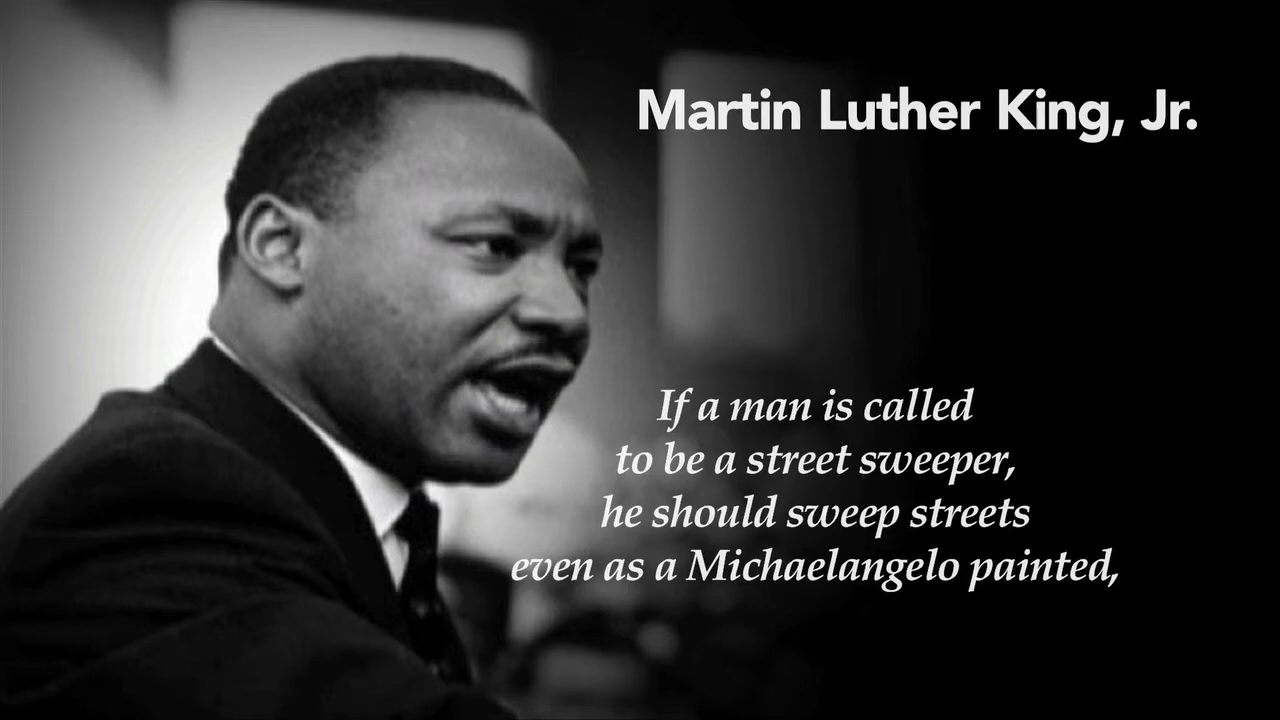 Martin Luther King, Jr.
If a man is called
to be a street sweeper,
he should sweep streets
even as a Michaelangelo painted,